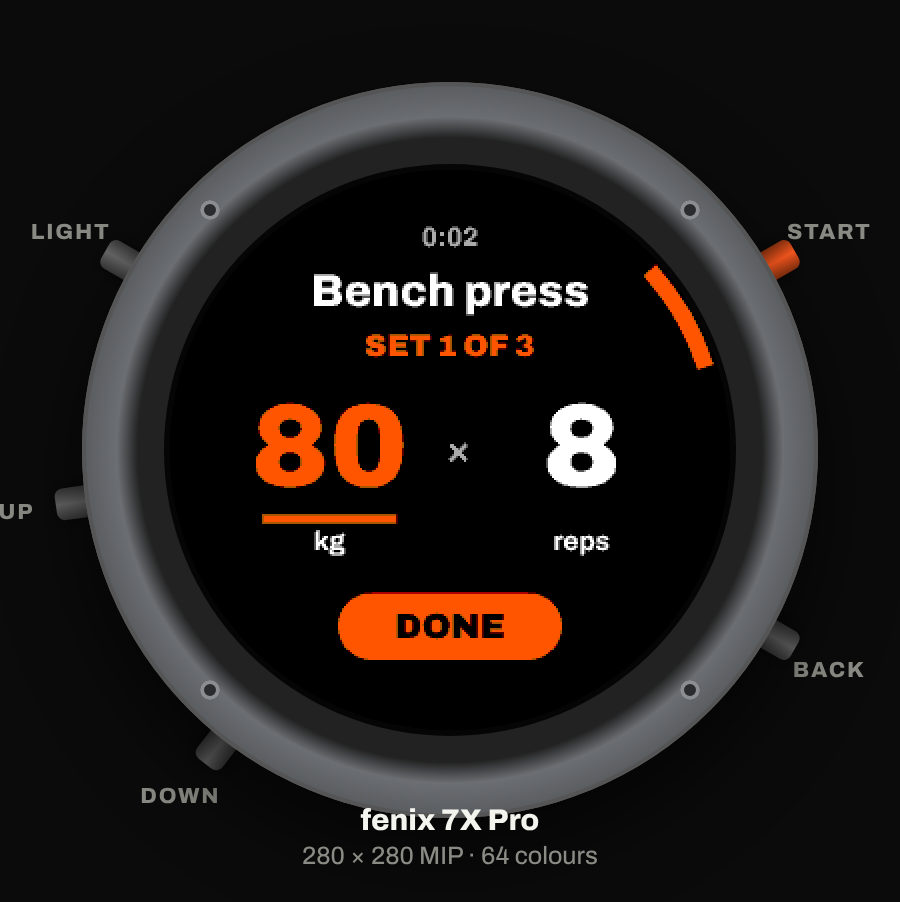 LIGHT
START
0:02
Bench press
SET 1 OF 3
80 × 8
kg reps
UP
DONE
BACK
DOWN
fenix 7X Pro
280 × 280 MIP · 64 colours